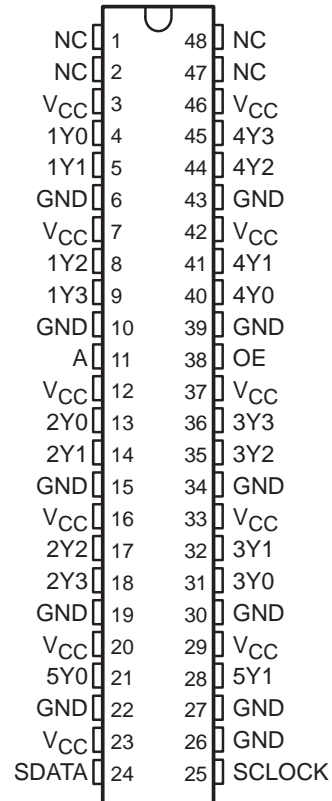 NC 1 48 NC
NC 2 47 NC
VCC 3 46 VCC
1Y0 4 45 4Y3
1Y1 5 44 4Y2
GND 6 43 GND
VCC 7 42 VCC
1Y2 8 41 4Y1
1Y3 9 40 4Y0
GND 10 39 GND
A 11 38 OE
VCC 12 37 VCC
2Y0 13 36 3Y3
2Y1 14 35 3Y2
GND 15 34 GND
VCC 16 33 VCC
2Y2 17 32 3Y1
2Y3 18 31 3Y0
GND 19 30 GND
VCC 20 29 VCC
5Y0 21 28 5Y1
GND 22 27 GND
VCC 23 26 GND
SDATA 24 25 SCLOCK